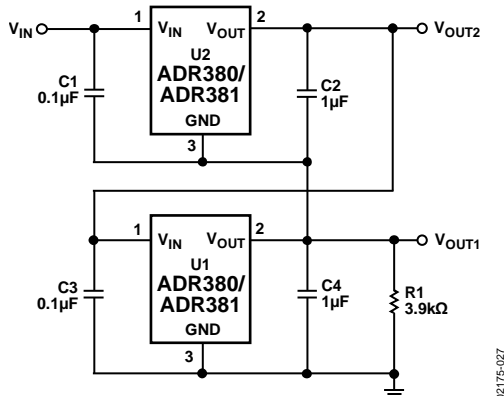 VIN
1
VIN
VOUT
2
VOUT2
U2
ADR380/
ADR381
C1
0.1µF
C2
1µF
GND
3
1
VIN
VOUT
2
VOUT1
U1
ADR380/
ADR381
C3
0.1µF
C4
1µF
R1
3.9kΩ
GND
3
02175-027